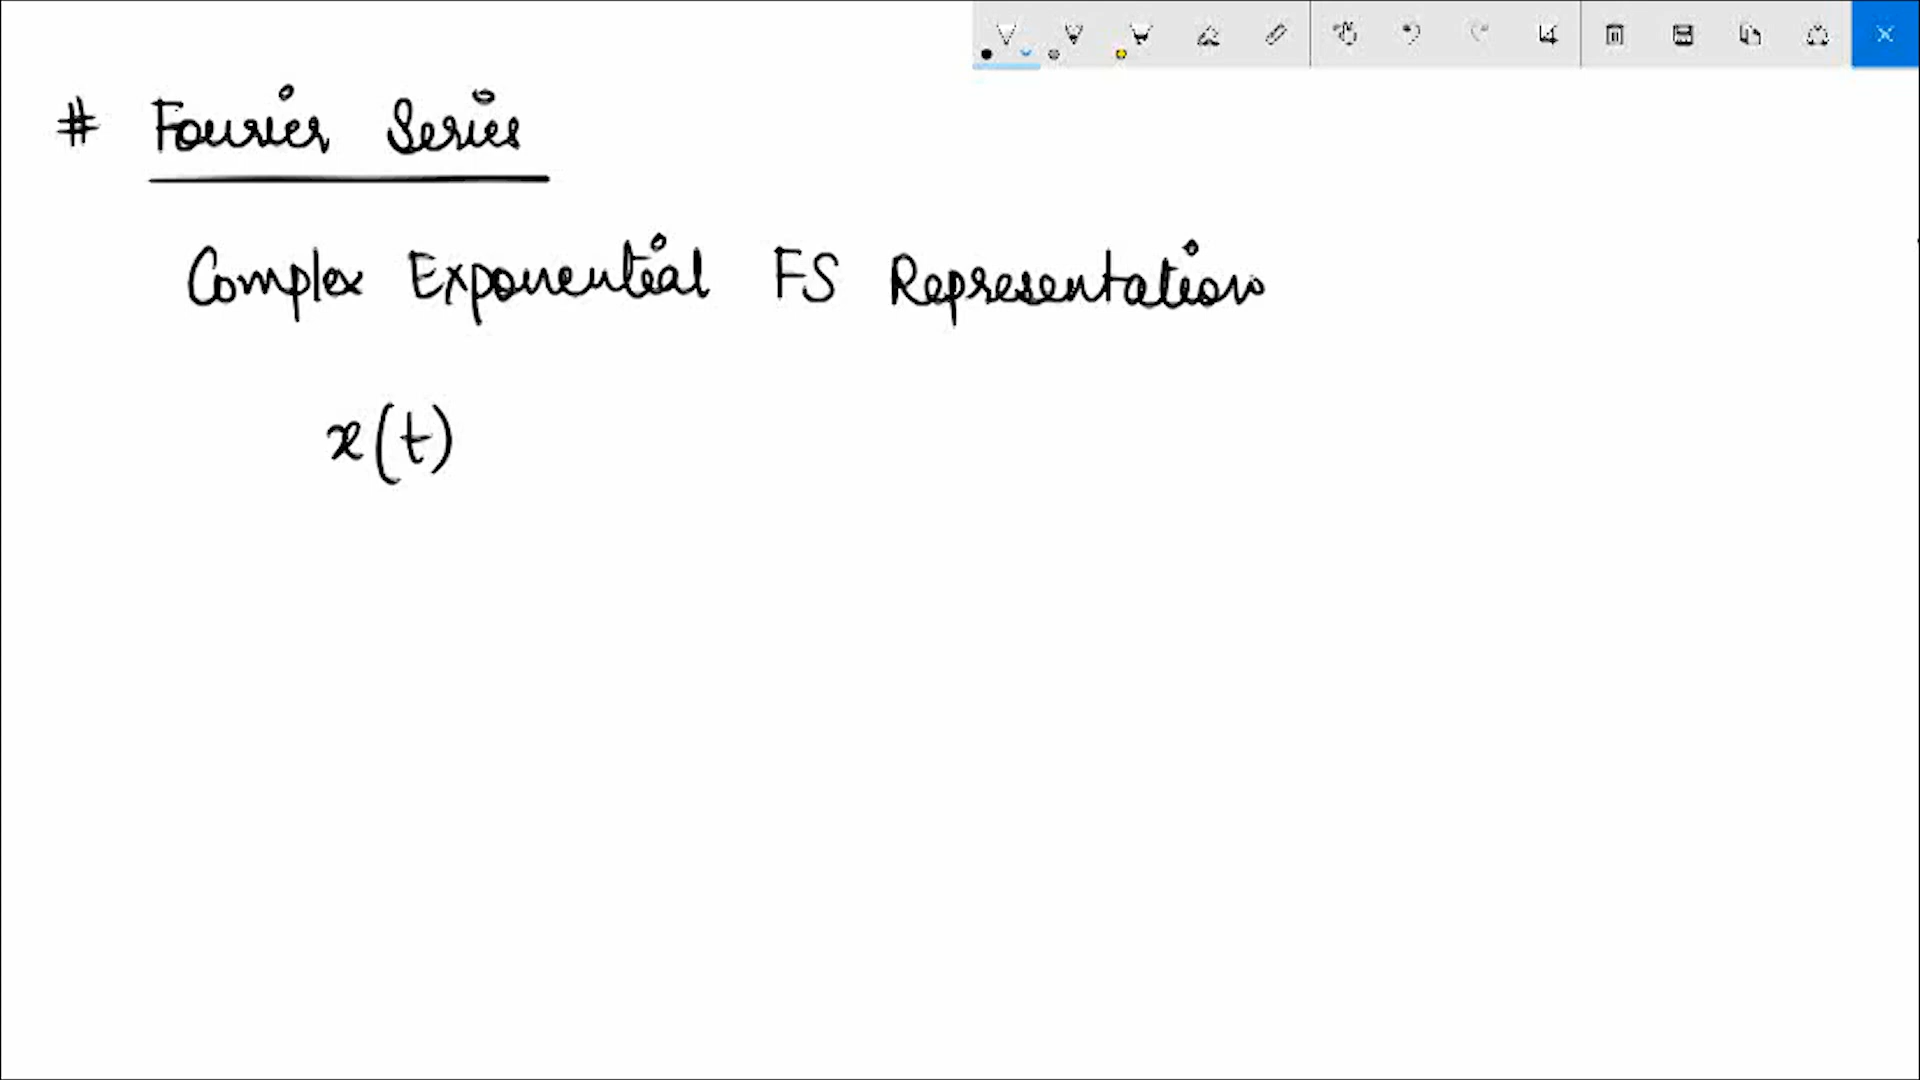 # Fourier Series
Complex Exponential FS Representation
x(t)